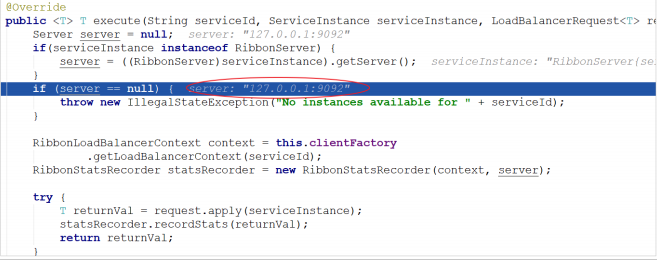 @Override
public <T> T execute(String serviceId, ServiceInstance serviceInstance, LoadBalancerRequest<T> re
Server server = null; server: "127.0.0.1:9092"
if(serviceInstance instanceof RibbonServer) {
server = ((RibbonServer)serviceInstance).getServer(); serviceInstance: "RibbonServer{se
}
if (server == null) { server: "127.0.0.1:9092"
throw new IllegalStateException("No instances available for " + serviceId);
}
RibbonLoadBalancerContext context = this.clientFactory
.getLoadBalancerContext(serviceId);
RibbonStatsRecorder statsRecorder = new RibbonStatsRecorder(context, server);
try {
T returnVal = request.apply(serviceInstance);
statsRecorder.recordStats(returnVal);
return returnVal;
}